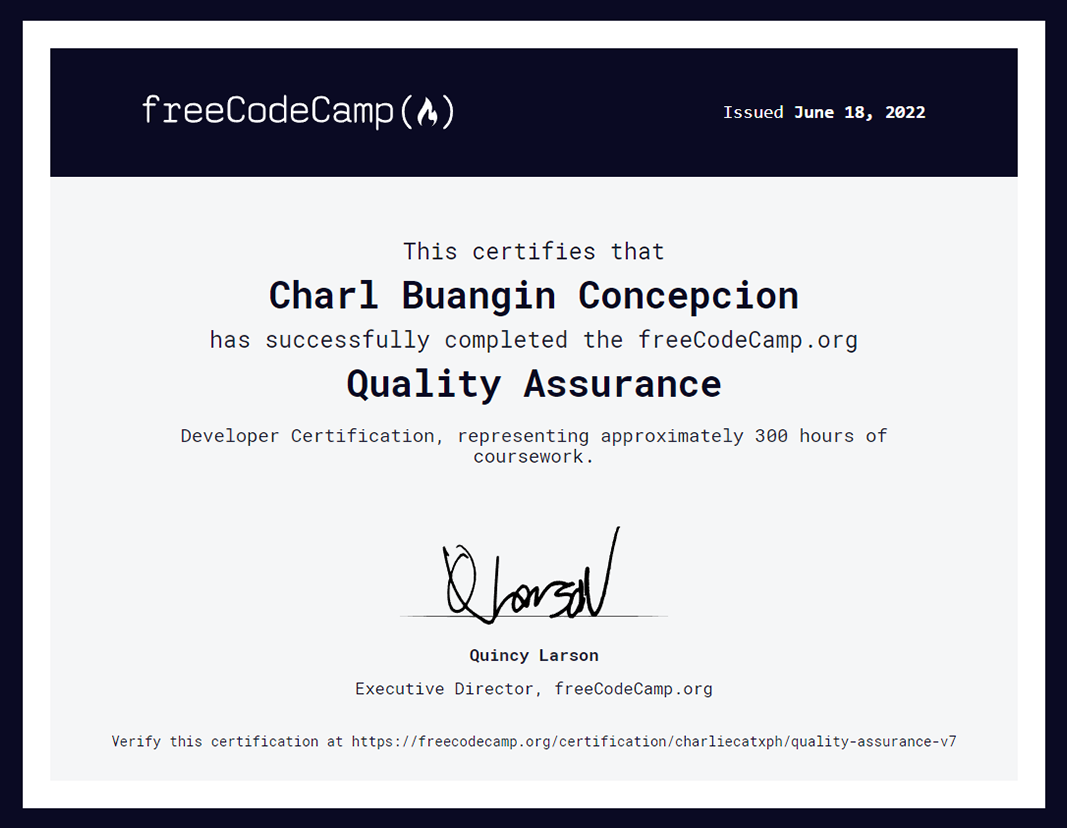 freeCodeCamp
Issued June 18, 2022
This certifies that
Charl Buangin Concepcion
has successfully completed the freeCodeCamp.org
Quality Assurance
Developer Certification, representing approximately 300 hours of
coursework.
Q Larson
Quincy Larson
Executive Director, freeCodeCamp.org
Verify this certification at https://freecodecamp.org/certification/charliecatxph/quality-assurance-v7